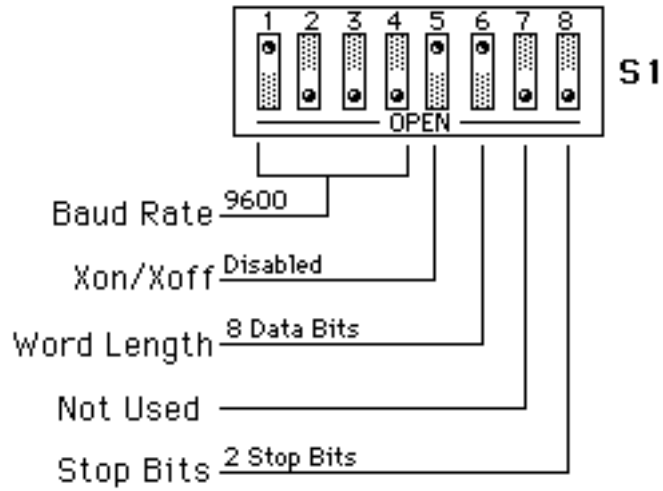 1 2 3 4 5 6 7 8
S1
OPEN
Baud Rate 9600
Xon/Xoff Disabled
Word Length 8 Data Bits
Not Used
Stop Bits 2 Stop Bits